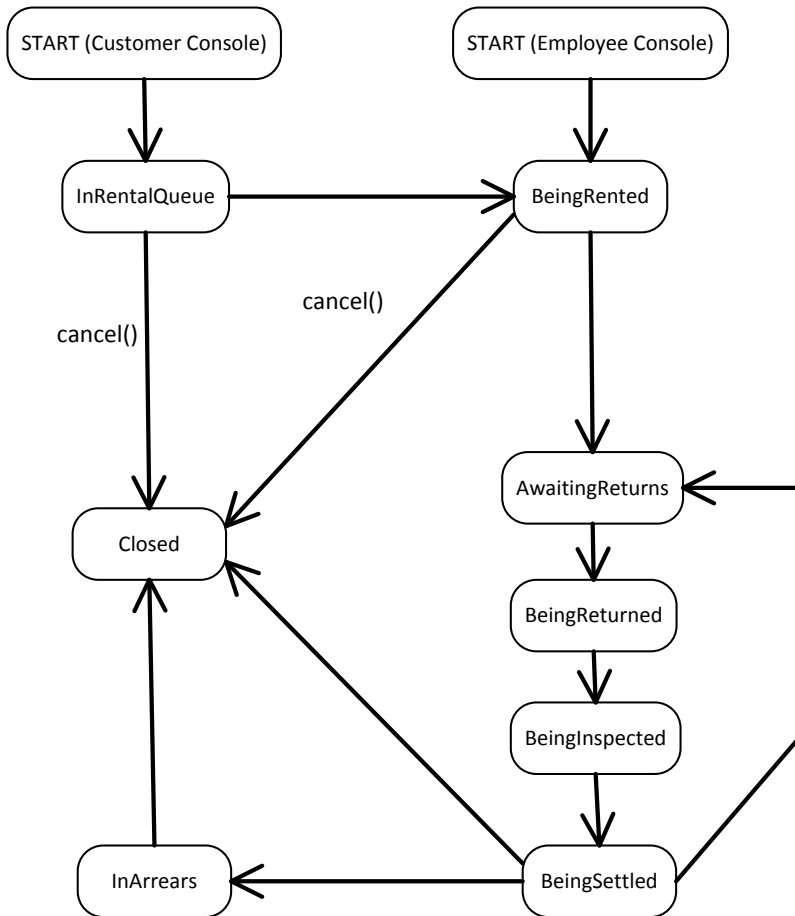 START (Customer Console)
START (Employee Console)
InRentalQueue
BeingRented
cancel()
cancel()
AwaitingReturns
Closed
BeingReturned
BeingInspected
InArrears
BeingSettled